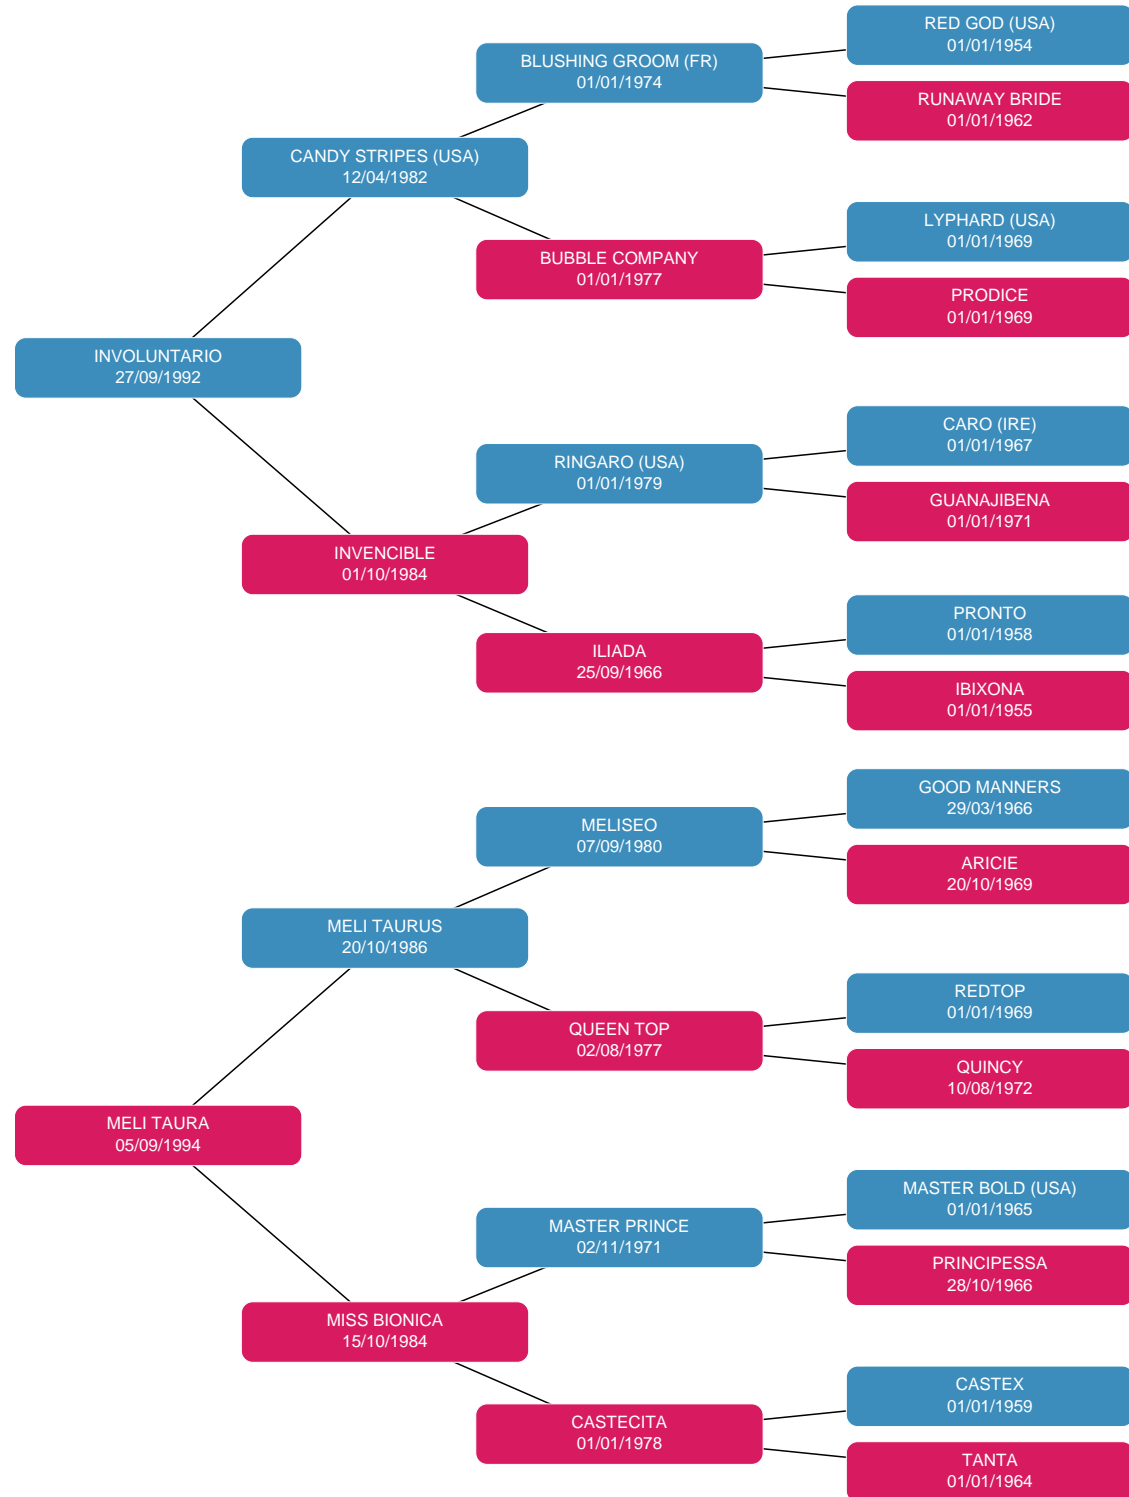 RED GOD (USA)
01/01/1954
BLUSHING GROOM (FR)
01/01/1974
RUNAWAY BRIDE
01/01/1962
CANDY STRIPES (USA)
12/04/1982
LYPHARD (USA)
01/01/1969
BUBBLE COMPANY
01/01/1977
PRODICE
01/01/1969
INVOLUNTARIO
27/09/1992
CARO (IRE)
01/01/1967
RINGARO (USA)
01/01/1979
GUANAJIBENA
01/01/1971
INVENCIBLE
01/10/1984
PRONTO
01/01/1958
ILIADA
25/09/1966
IBIXONA
01/01/1955
GOOD MANNERS
29/03/1966
MELISEO
07/09/1980
ARICIE
20/10/1969
MELI TAURUS
20/10/1986
REDTOP
01/01/1969
QUEEN TOP
02/08/1977
QUINCY
10/08/1972
MELI TAURA
05/09/1994
MASTER BOLD (USA)
01/01/1965
MASTER PRINCE
02/11/1971
PRINCIPESSA
28/10/1966
MISS BIONICA
15/10/1984
CASTEX
01/01/1959
CASTECITA
01/01/1978
TANTA
01/01/1964